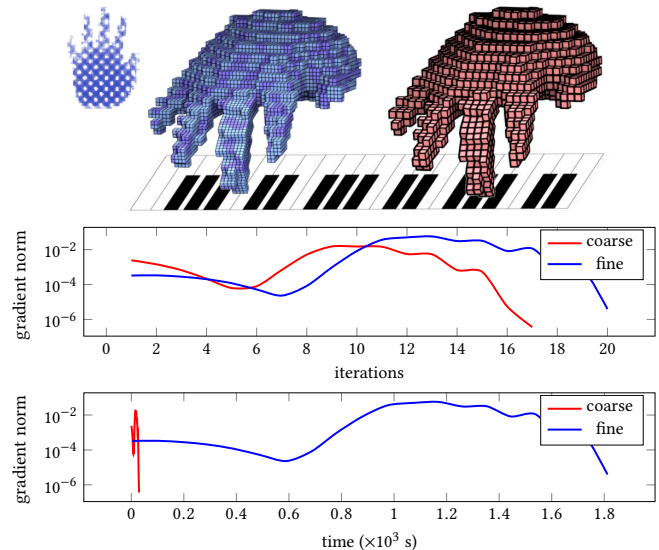 10^−2
10^−4
10^−6
gradient norm
coarse
fine
0 2 4 6 8 10 12 14 16 18 20
iterations
10^−2
10^−4
10^−6
gradient norm
coarse
fine
0 0.2 0.4 0.6 0.8 1 1.2 1.4 1.6 1.8
time (×10^3 s)